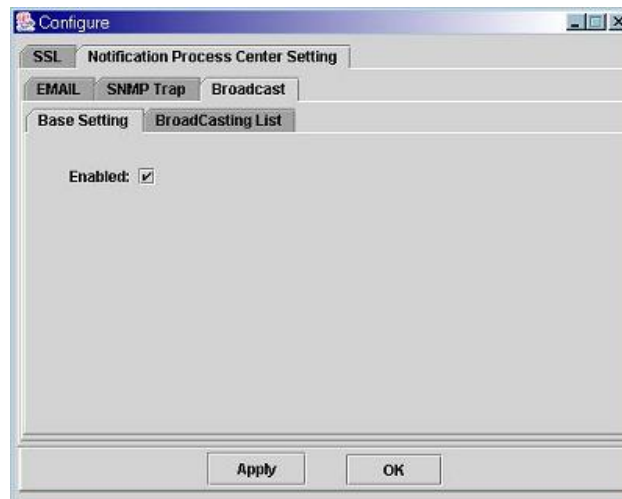 Configure
SSL Notification Process Center Setting
EMAIL SNMP Trap Broadcast
Base Setting BroadCasting List
Enabled:
Apply OK